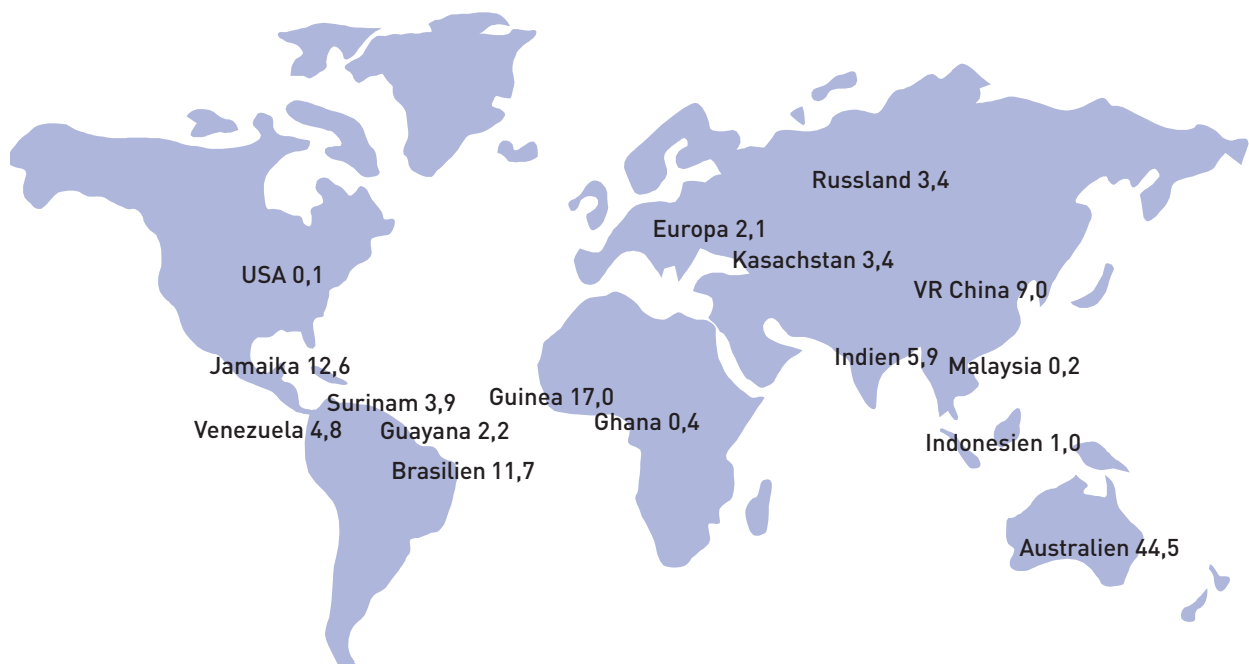 Russland 3,4
Europa 2,1
Kasachstan 3,4
USA 0,1
VR China 9,0
Indien 5,9
Malaysia 0,2
Jamaika 12,6
Guinea 17,0
Surinam 3,9
Ghana 0,4
Venezuela 4,8
Guayana 2,2
Indonesien 1,0
Brasilien 11,7
Australien 44,5